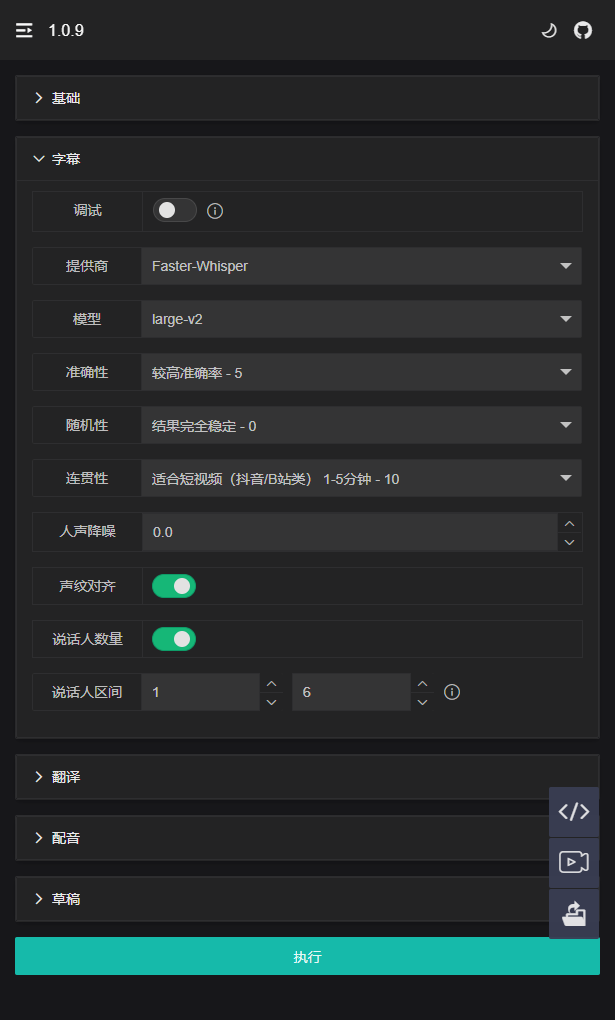 1.0.9
基础
字幕
调试
提供商 Faster-Whisper
模型 large-v2
准确性 较高准确率 - 5
随机性 结果完全稳定 - 0
连贯性 适合短视频（抖音/B站类） 1-5分钟 - 10
人声降噪 0.0
声纹对齐
说话人数量
说话人区间 1 6
翻译
配音
草稿
执行